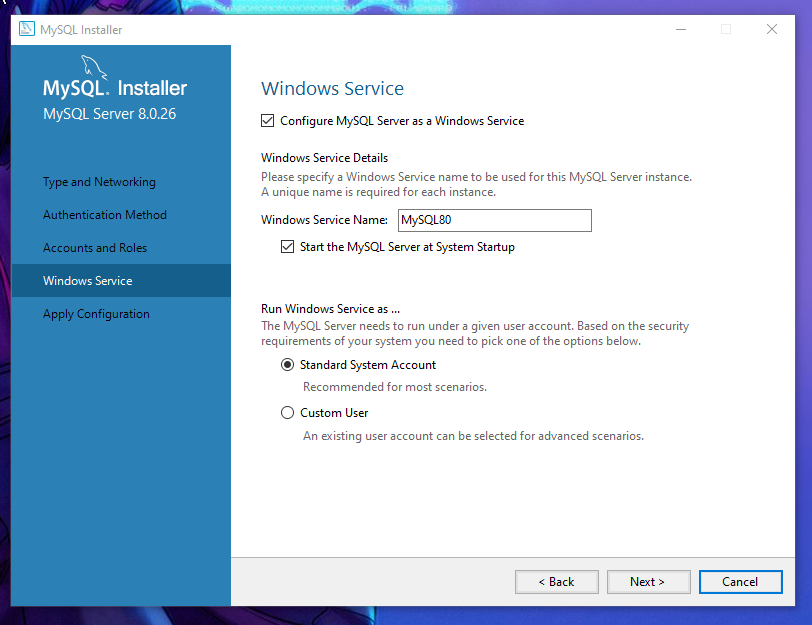 MySQL Installer
MySQL. Installer
MySQL Server 8.0.26
Type and Networking
Authentication Method
Accounts and Roles
Windows Service
Apply Configuration
Windows Service
Configure MySQL Server as a Windows Service
Windows Service Details
Please specify a Windows Service name to be used for this MySQL Server instance.
A unique name is required for each instance.
Windows Service Name: MySQL80
Start the MySQL Server at System Startup
Run Windows Service as ...
The MySQL Server needs to run under a given user account. Based on the security
requirements of your system you need to pick one of the options below.
Standard System Account
Recommended for most scenarios.
Custom User
An existing user account can be selected for advanced scenarios.
< Back Next > Cancel